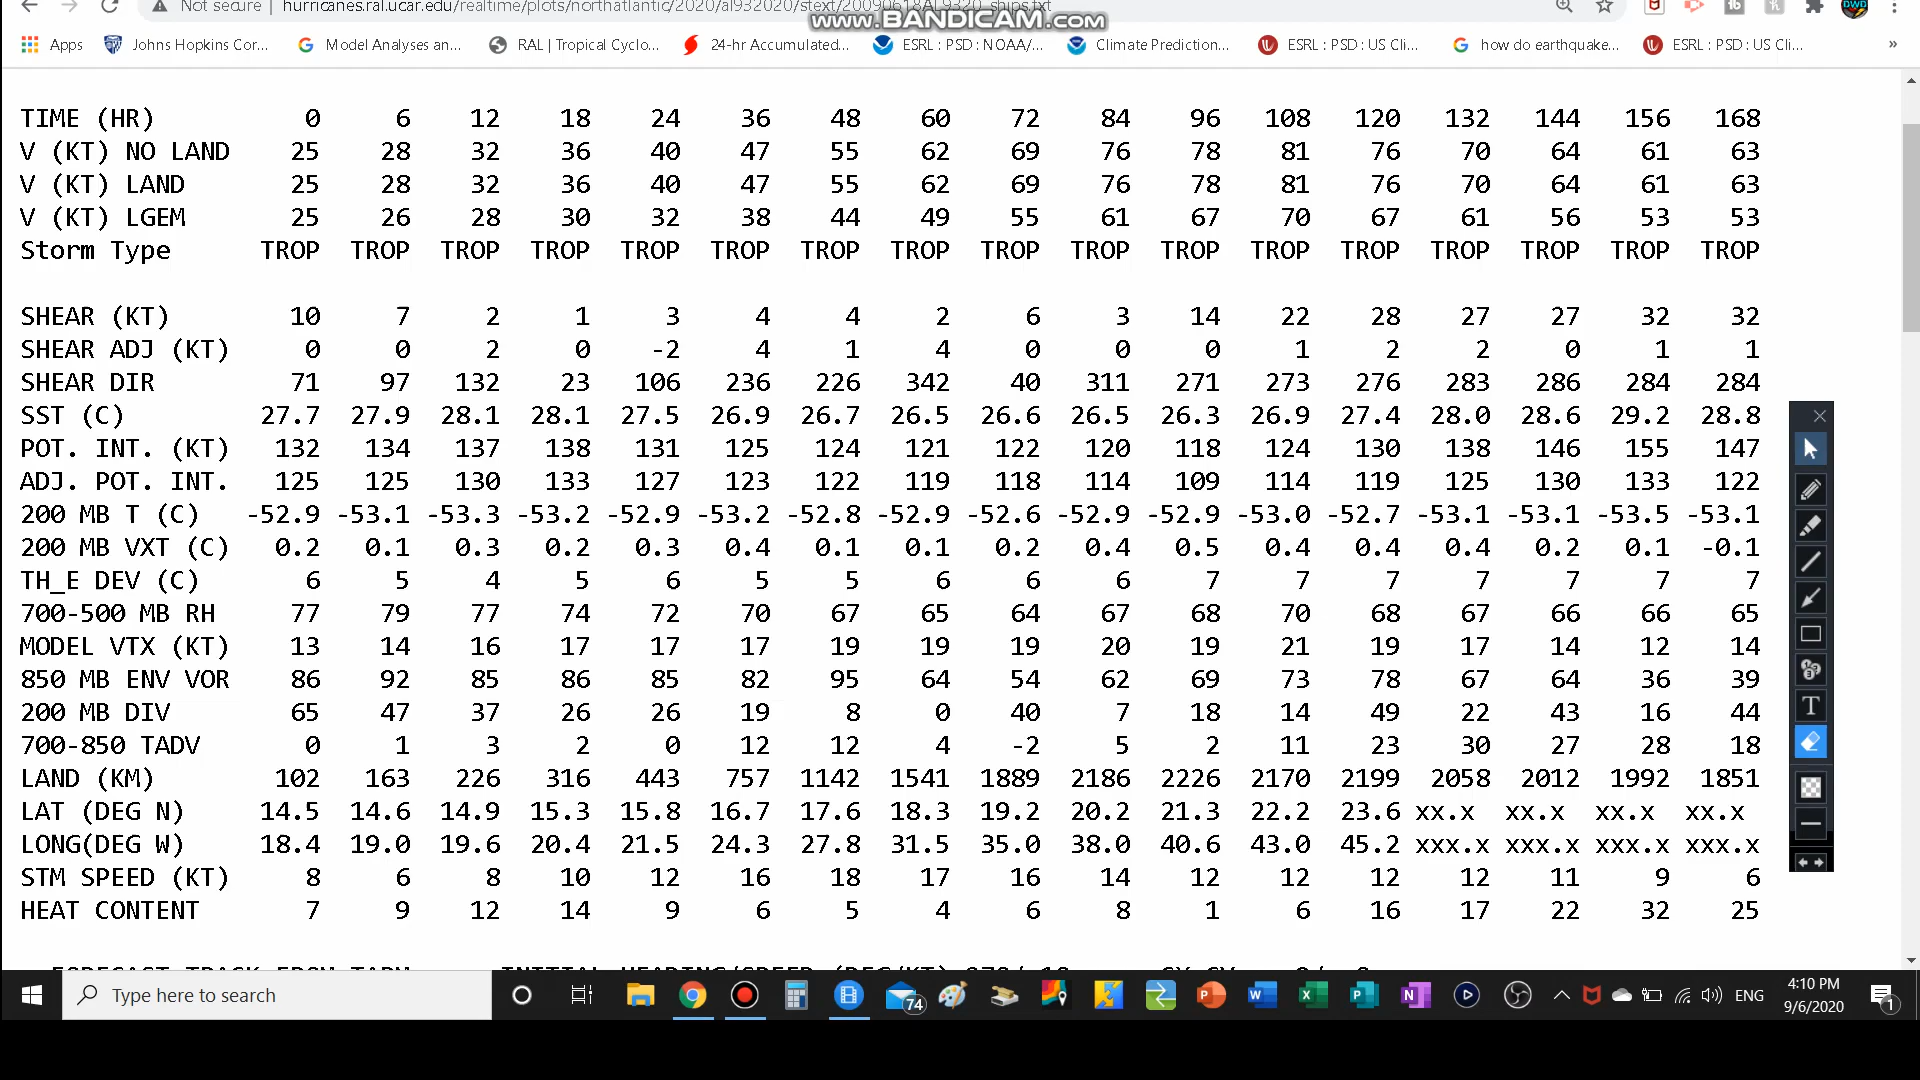 Not secure | hurricanes.ral.ucar.edu/realtime/plots/northatlantic/2020/al932020/stext/20090618AL9320_ships.txt
www.BANDICAM.com
Apps Johns Hopkins Cor... Model Analyses an... RAL | Tropical Cyclo... 24-hr Accumulated... ESRL : PSD : NOAA/... Climate Prediction... ESRL : PSD : US Cli... how do earthquake... ESRL : PSD : US Cli... »
TIME (HR) 0 6 12 18 24 36 48 60 72 84 96 108 120 132 144 156 168
V (KT) NO LAND 25 28 32 36 40 47 55 62 69 76 78 81 76 70 64 61 63
V (KT) LAND 25 28 32 36 40 47 55 62 69 76 78 81 76 70 64 61 63
V (KT) LGEM 25 26 28 30 32 38 44 49 55 61 67 70 67 61 56 53 53
Storm Type TROP TROP TROP TROP TROP TROP TROP TROP TROP TROP TROP TROP TROP TROP TROP TROP TROP
SHEAR (KT) 10 7 2 1 3 4 4 2 6 3 14 22 28 27 27 32 32
SHEAR ADJ (KT) 0 0 2 0 -2 4 1 4 0 0 0 1 2 2 0 1 1
SHEAR DIR 71 97 132 23 106 236 226 342 40 311 271 273 276 283 286 284 284
SST (C) 27.7 27.9 28.1 28.1 27.5 26.9 26.7 26.5 26.6 26.5 26.3 26.9 27.4 28.0 28.6 29.2 28.8
POT. INT. (KT) 132 134 137 138 131 125 124 121 122 120 118 124 130 138 146 155 147
ADJ. POT. INT. 125 125 130 133 127 123 122 119 118 114 109 114 119 125 130 133 122
200 MB T (C) -52.9 -53.1 -53.3 -53.2 -52.9 -53.2 -52.8 -52.9 -52.6 -52.9 -52.9 -53.0 -52.7 -53.1 -53.1 -53.5 -53.1
200 MB VXT (C) 0.2 0.1 0.3 0.2 0.3 0.4 0.1 0.1 0.2 0.4 0.5 0.4 0.4 0.4 0.2 0.1 -0.1
TH_E DEV (C) 6 5 4 5 6 5 5 6 6 6 7 7 7 7 7 7 7
700-500 MB RH 77 79 77 74 72 70 67 65 64 67 68 70 68 67 66 66 65
MODEL VTX (KT) 13 14 16 17 17 17 19 19 19 20 19 21 19 17 14 12 14
850 MB ENV VOR 86 92 85 86 85 82 95 64 54 62 69 73 78 67 64 36 39
200 MB DIV 65 47 37 26 26 19 8 0 40 7 18 14 49 22 43 16 44
700-850 TADV 0 1 3 2 0 12 12 4 -2 5 2 11 23 30 27 28 18
LAND (KM) 102 163 226 316 443 757 1142 1541 1889 2186 2226 2170 2199 2058 2012 1992 1851
LAT (DEG N) 14.5 14.6 14.9 15.3 15.8 16.7 17.6 18.3 19.2 20.2 21.3 22.2 23.6 xx.x xx.x xx.x xx.x
LONG(DEG W) 18.4 19.0 19.6 20.4 21.5 24.3 27.8 31.5 35.0 38.0 40.6 43.0 45.2 xxx.x xxx.x xxx.x xxx.x
STM SPEED (KT) 8 6 8 10 12 16 18 17 16 14 12 12 12 12 11 9 6
HEAT CONTENT 7 9 12 14 9 6 5 4 6 8 1 6 16 17 22 32 25
Type here to search 74 ENG 4:10 PM
9/6/2020 1